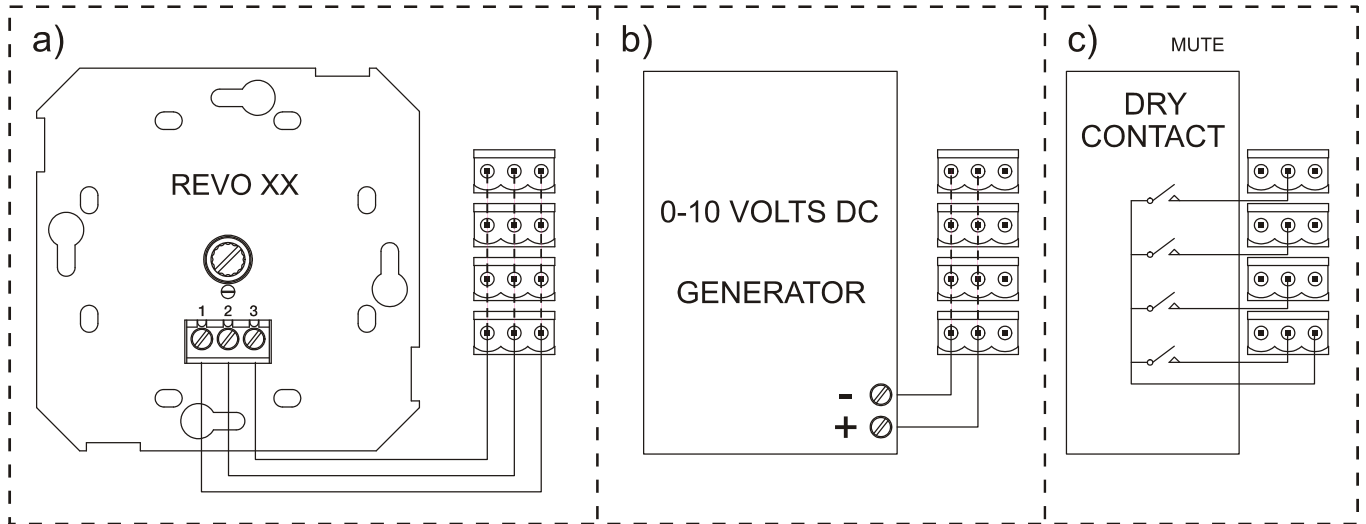 a)
REVO XX
1 2 3
b)
0-10 VOLTS DC
GENERATOR
-
+
c)
MUTE
DRY
CONTACT